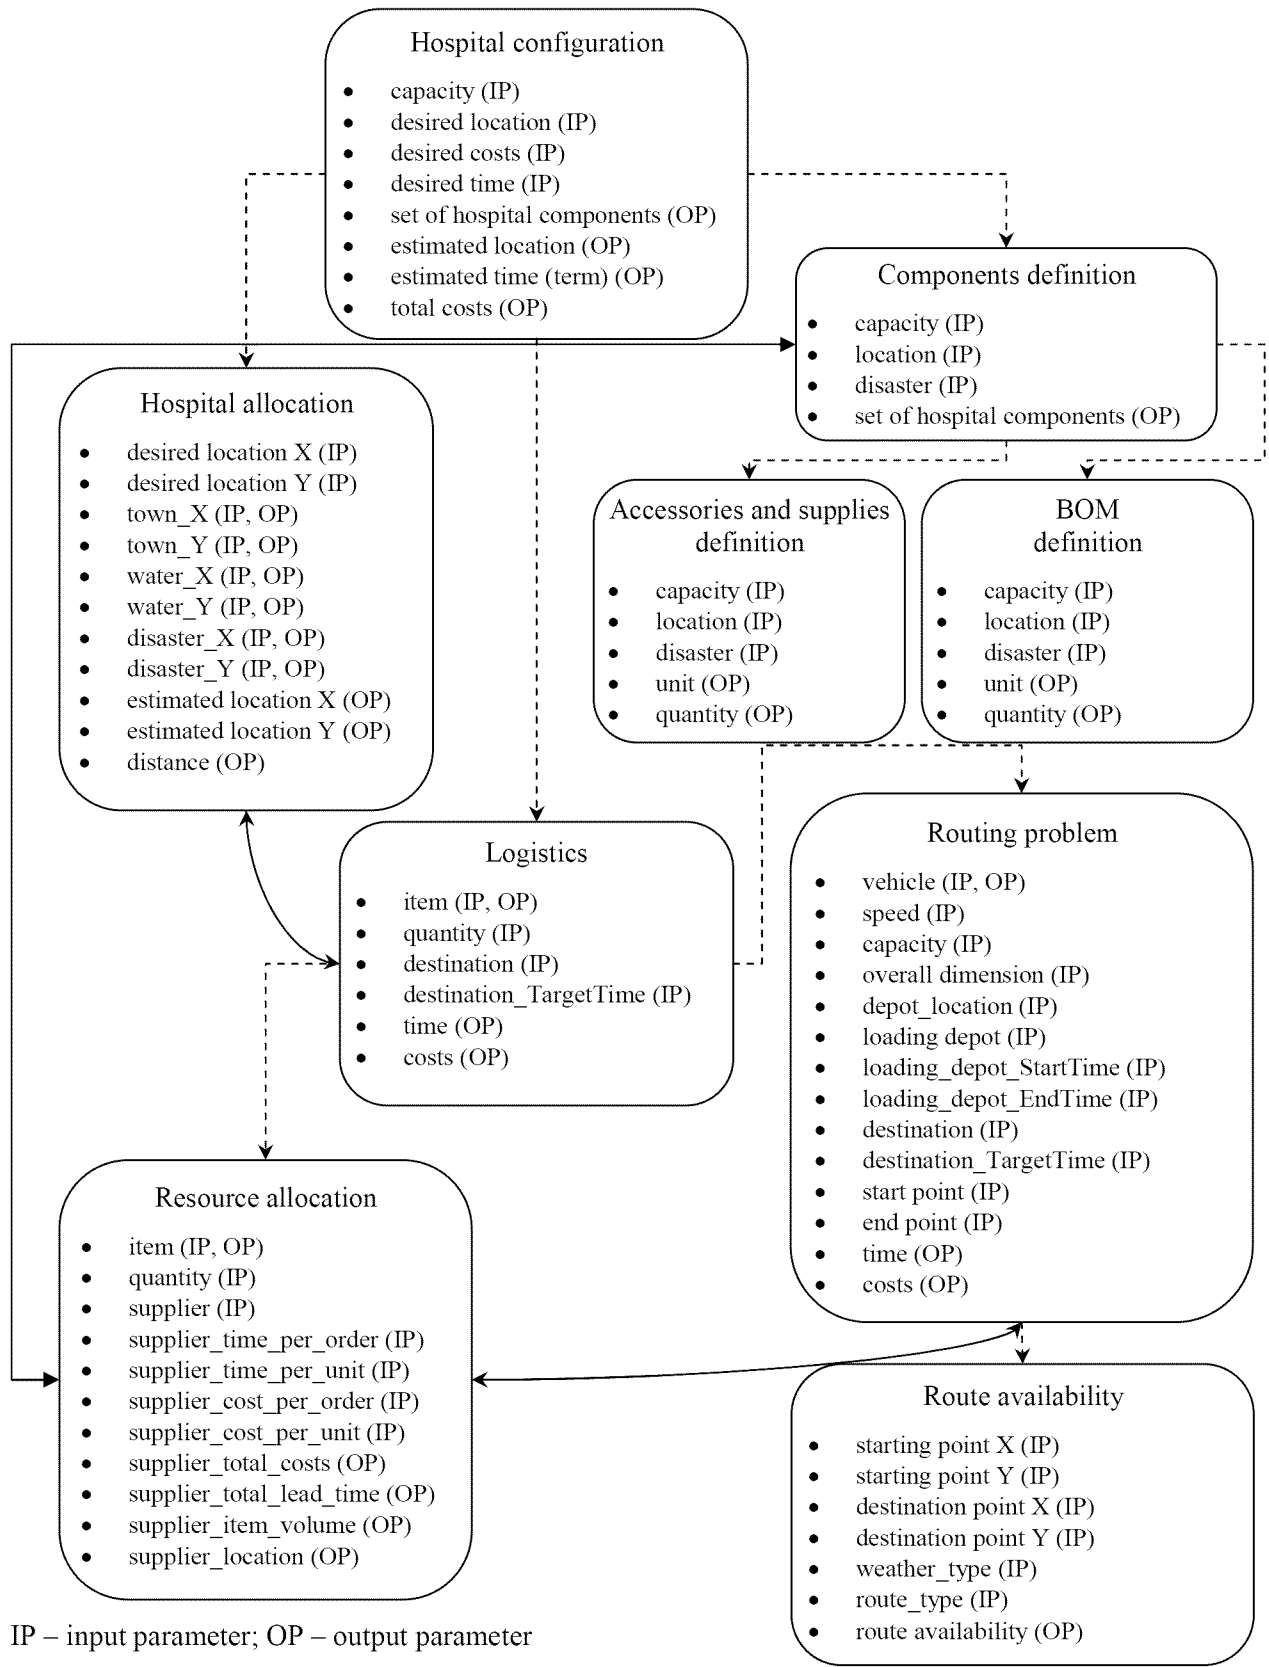 Hospital configuration
capacity (IP)
desired location (IP)
desired costs (IP)
desired time (IP)
set of hospital components (OP)
estimated location (OP)
estimated time (term) (OP)
total costs (OP)
Components definition
capacity (IP)
location (IP)
disaster (IP)
set of hospital components (OP)
Hospital allocation
desired location X (IP)
desired location Y (IP)
town_X (IP, OP)
town_Y (IP, OP)
water_X (IP, OP)
water_Y (IP, OP)
disaster_X (IP, OP)
disaster_Y (IP, OP)
estimated location X (OP)
estimated location Y (OP)
distance (OP)
Accessories and supplies
definition
capacity (IP)
location (IP)
disaster (IP)
unit (OP)
quantity (OP)
BOM
definition
capacity (IP)
location (IP)
disaster (IP)
unit (OP)
quantity (OP)
Logistics
item (IP, OP)
quantity (IP)
destination (IP)
destination_TargetTime (IP)
time (OP)
costs (OP)
Routing problem
vehicle (IP, OP)
speed (IP)
capacity (IP)
overall dimension (IP)
depot_location (IP)
loading depot (IP)
loading_depot_StartTime (IP)
loading_depot_EndTime (IP)
destination (IP)
destination_TargetTime (IP)
start point (IP)
end point (IP)
time (OP)
costs (OP)
Resource allocation
item (IP, OP)
quantity (IP)
supplier (IP)
supplier_time_per_order (IP)
supplier_time_per_unit (IP)
supplier_cost_per_order (IP)
supplier_cost_per_unit (IP)
supplier_total_costs (OP)
supplier_total_lead_time (OP)
supplier_item_volume (OP)
supplier_location (OP)
Route availability
starting point X (IP)
starting point Y (IP)
destination point X (IP)
destination point Y (IP)
weather_type (IP)
route_type (IP)
route availability (OP)
IP – input parameter; OP – output parameter